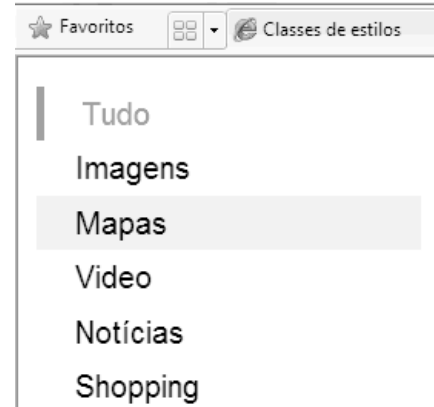 Favoritos Classes de estilos
Tudo
Imagens
Mapas
Video
Notícias
Shopping